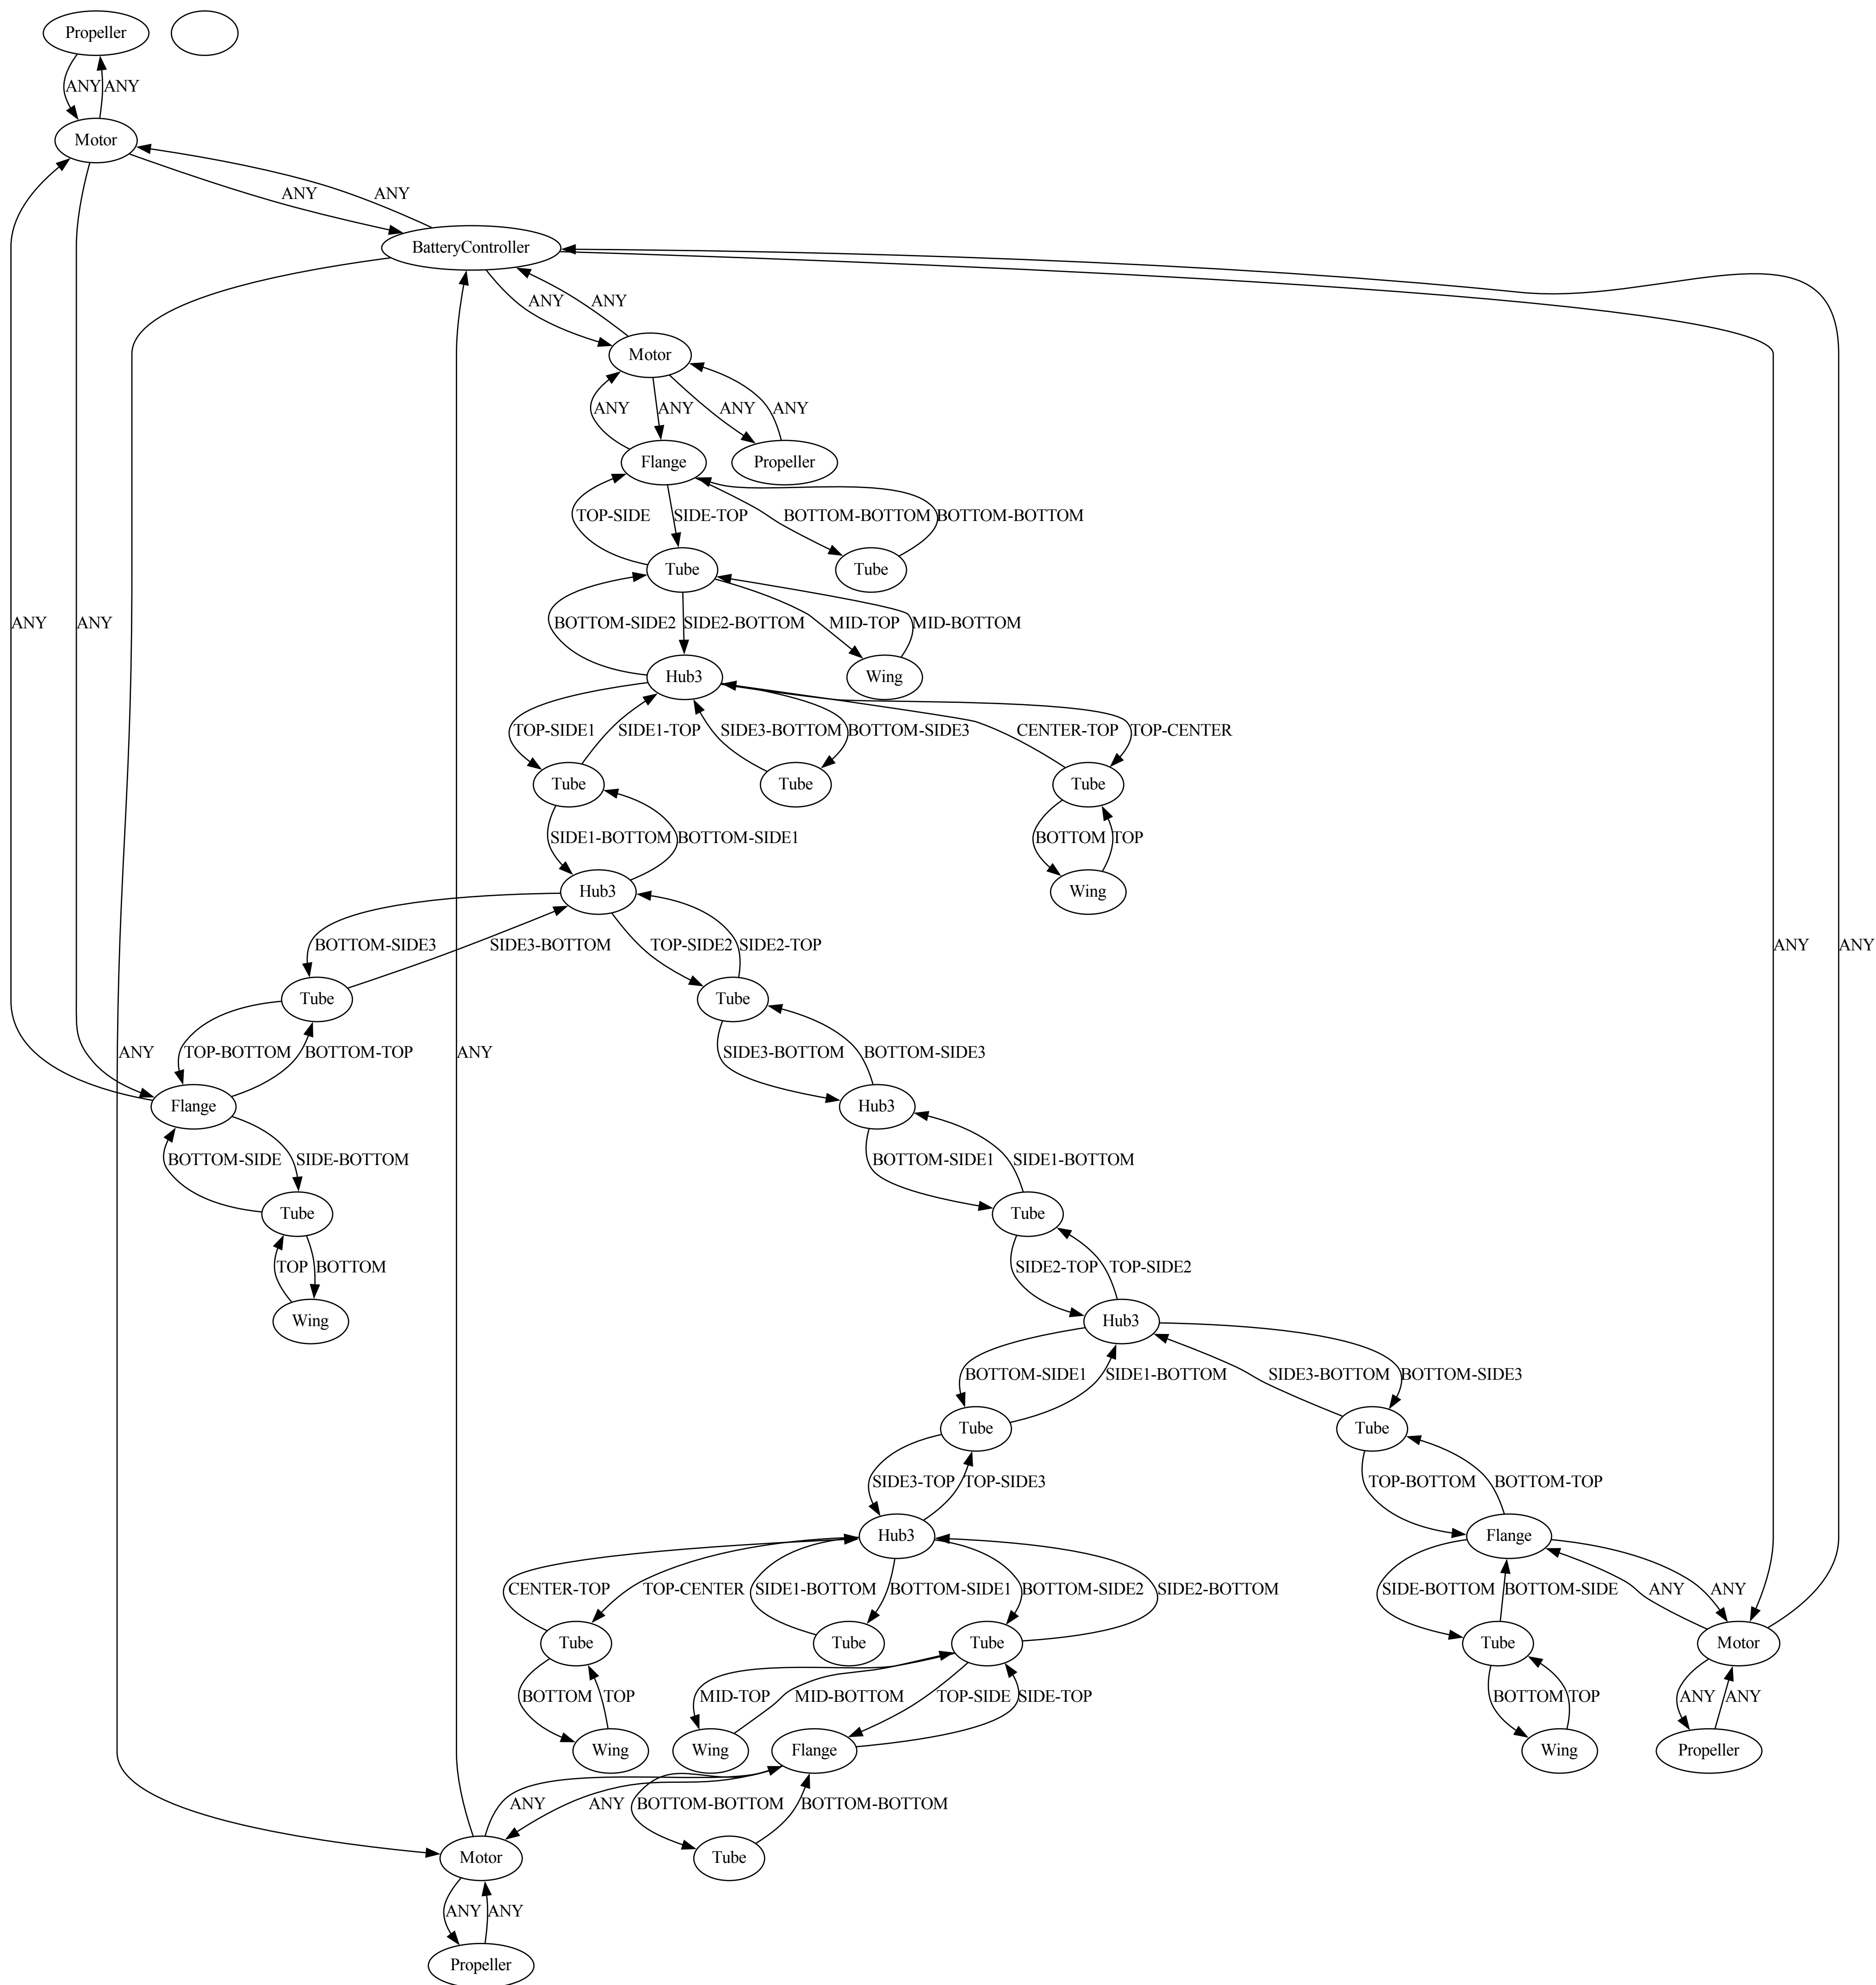 Propeller
ANY ANY
Motor
ANY ANY
BatteryController
ANY ANY
Motor
ANY ANY ANY ANY
Flange Propeller
TOP-SIDE SIDE-TOP BOTTOM-BOTTOM BOTTOM-BOTTOM
Tube Tube
ANY ANY BOTTOM-SIDE2 SIDE2-BOTTOM MID-TOP MID-BOTTOM
Hub3 Wing
TOP-SIDE1 SIDE1-TOP SIDE3-BOTTOM BOTTOM-SIDE3 CENTER-TOP TOP-CENTER
Tube Tube Tube
SIDE1-BOTTOM BOTTOM-SIDE1 BOTTOM TOP
Hub3 Wing
BOTTOM-SIDE3 SIDE3-BOTTOM TOP-SIDE2 SIDE2-TOP ANY ANY
Tube Tube
ANY TOP-BOTTOM BOTTOM-TOP ANY SIDE3-BOTTOM BOTTOM-SIDE3
Flange Hub3
BOTTOM-SIDE SIDE-BOTTOM BOTTOM-SIDE1 SIDE1-BOTTOM
Tube Tube
TOP BOTTOM SIDE2-TOP TOP-SIDE2
Wing Hub3
BOTTOM-SIDE1 SIDE1-BOTTOM SIDE3-BOTTOM BOTTOM-SIDE3
Tube Tube
SIDE3-TOP TOP-SIDE3 TOP-BOTTOM BOTTOM-TOP
Hub3 Flange
CENTER-TOP TOP-CENTER SIDE1-BOTTOM BOTTOM-SIDE1 BOTTOM-SIDE2 SIDE2-BOTTOM SIDE-BOTTOM BOTTOM-SIDE ANY ANY
Tube Tube Tube Tube Motor
BOTTOM TOP MID-TOP MID-BOTTOM TOP-SIDE SIDE-TOP BOTTOM TOP ANY ANY
Wing Wing Flange Wing Propeller
ANY ANY BOTTOM-BOTTOM BOTTOM-BOTTOM
Motor Tube
ANY ANY
Propeller